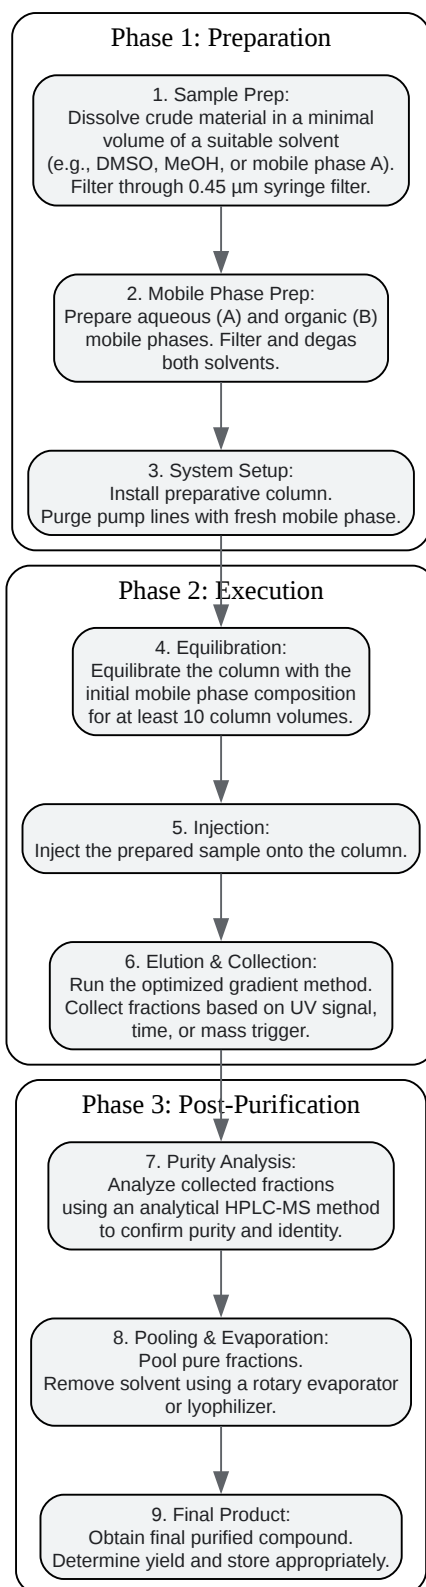 Phase 1: Preparation
1. Sample Prep:
Dissolve crude material in a minimal
volume of a suitable solvent
(e.g., DMSO, MeOH, or mobile phase A).
Filter through 0.45 µm syringe filter.
2. Mobile Phase Prep:
Prepare aqueous (A) and organic (B)
mobile phases. Filter and degas
both solvents.
3. System Setup:
Install preparative column.
Purge pump lines with fresh mobile phase.
Phase 2: Execution
4. Equilibration:
Equilibrate the column with the
initial mobile phase composition
for at least 10 column volumes.
5. Injection:
Inject the prepared sample onto the column.
6. Elution & Collection:
Run the optimized gradient method.
Collect fractions based on UV signal,
time, or mass trigger.
Phase 3: Post-Purification
7. Purity Analysis:
Analyze collected fractions
using an analytical HPLC-MS method
to confirm purity and identity.
8. Pooling & Evaporation:
Pool pure fractions.
Remove solvent using a rotary evaporator
or lyophilizer.
9. Final Product:
Obtain final purified compound.
Determine yield and store appropriately.